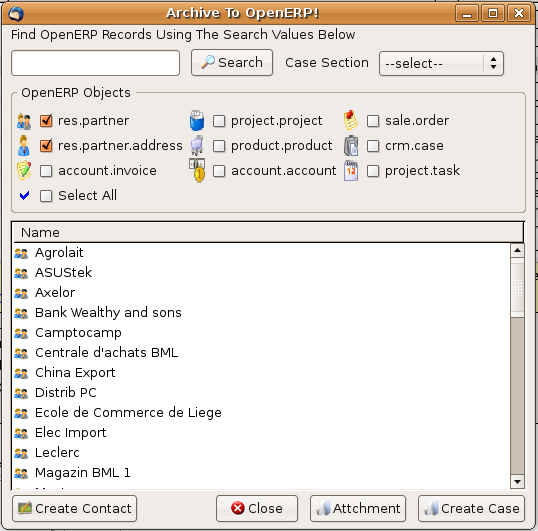 Archive To OpenERP!
Find OpenERP Records Using The Search Values Below
Search Case Section --select--
OpenERP Objects
res.partner project.project sale.order
res.partner.address product.product crm.case
account.invoice account.account project.task
Select All
Name
Agrolait
ASUStek
Axelor
Bank Wealthy and sons
Camptocamp
Centrale d'achats BML
China Export
Distrib PC
Ecole de Commerce de Liege
Elec Import
Leclerc
Magazin BML 1
Create Contact Close Attchment Create Case